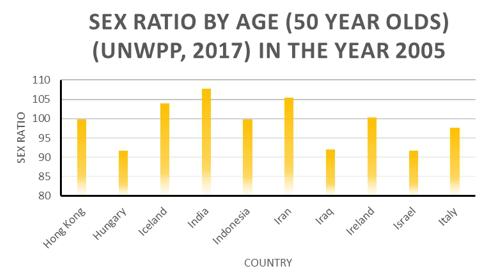 SEX RATIO BY AGE (50 YEAR OLDS)
(UNWPP, 2017) IN THE YEAR 2005
110
105
100
95
90
85
80
SEX RATIO
Hong Kong
Hungary
Iceland
India
Indonesia
Iran
Iraq
Ireland
Israel
Italy
COUNTRY